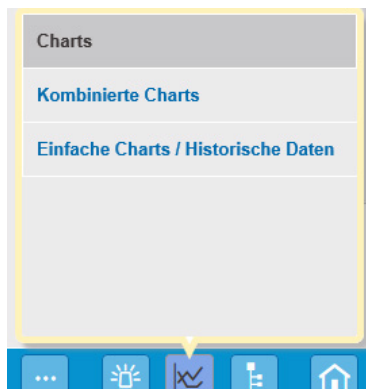 Charts
Kombinierte Charts
Einfache Charts / Historische Daten
...